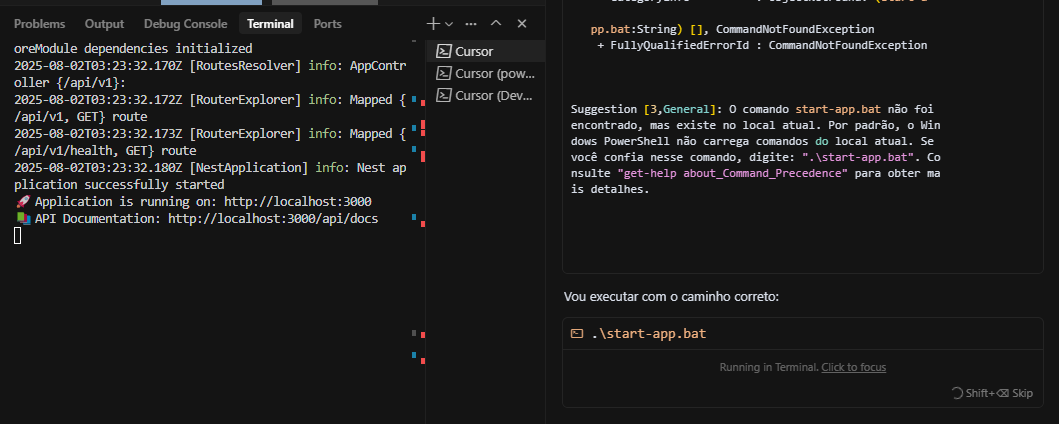 Problems Output Debug Console Terminal Ports
oreModule dependencies initialized
2025-08-02T03:23:32.170Z [RoutesResolver] info: AppContr
oller {/api/v1}:
2025-08-02T03:23:32.172Z [RouterExplorer] info: Mapped {
/api/v1, GET} route
2025-08-02T03:23:32.173Z [RouterExplorer] info: Mapped {
/api/v1/health, GET} route
2025-08-02T03:23:32.180Z [NestApplication] info: Nest ap
plication successfully started
🚀 Application is running on: http://localhost:3000
📚 API Documentation: http://localhost:3000/api/docs
Cursor
Cursor (pow...
Cursor (Dev...
pp.bat:String) [], CommandNotFoundException
+ FullyQualifiedErrorId : CommandNotFoundException
Suggestion [3,General]: O comando start-app.bat não foi
encontrado, mas existe no local atual. Por padrão, o Win
dows PowerShell não carrega comandos do local atual. Se
você confia nesse comando, digite: ".\start-app.bat". Co
nsulte "get-help about_Command_Precedence" para obter ma
is detalhes.
Vou executar com o caminho correto:
.\start-app.bat
Running in Terminal. Click to focus
Shift+⌫ Skip